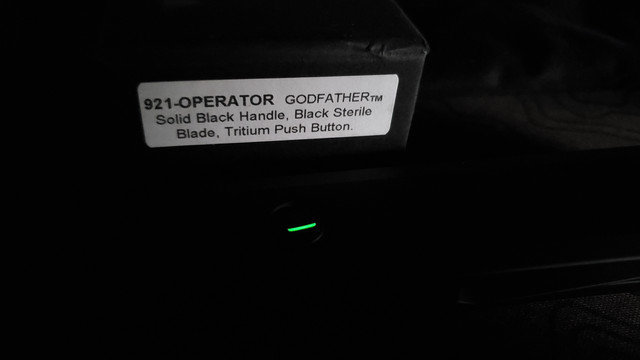 921-OPERATOR GODFATHER™
Solid Black Handle, Black Sterile
Blade, Tritium Push Button.